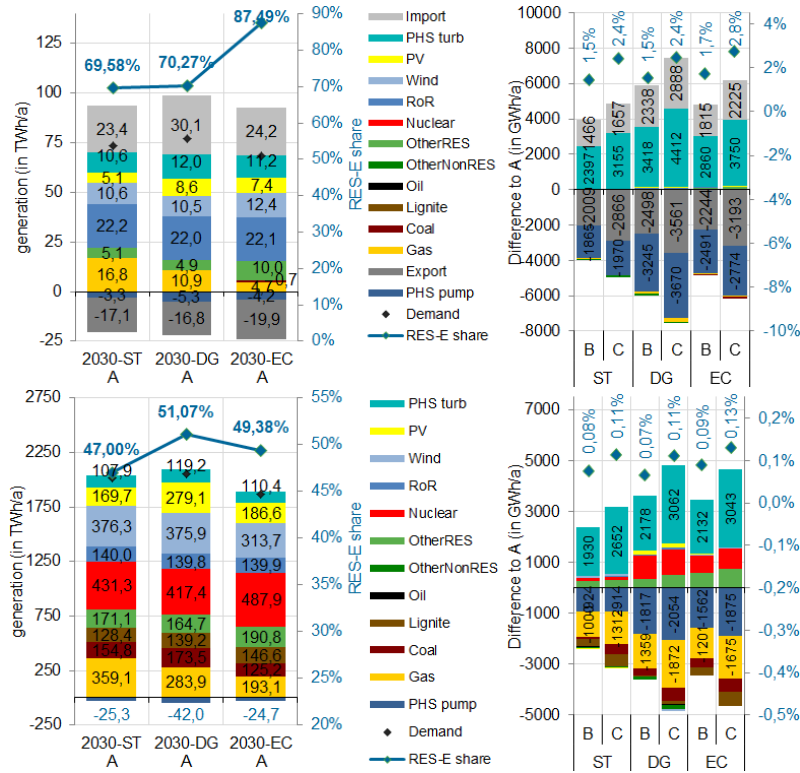 125
100
75
50
25
0
-25
generation (in TWh/a)
69,58%
70,27%
87,49%
23,4
10,6
5,1
10,6
22,2
5,1
16,8
-3,3
-17,1
30,1
12,0
8,6
10,5
22,0
4,9
10,9
-5,3
-16,8
24,2
11,2
7,4
12,4
22,1
10,0
0,7
4,7
-4,2
-19,9
2030-ST
A
2030-DG
A
2030-EC
A
90%
80%
70%
60%
50%
40%
30%
20%
10%
0%
RES-E share
Import
PHS turb
PV
Wind
RoR
Nuclear
OtherRES
OtherNonRES
Oil
Lignite
Coal
Gas
Export
PHS pump
Demand
RES-E share
10000
8000
6000
4000
2000
0
-2000
-4000
-6000
-8000
Difference to A (in GWh/a)
1,5%
2,4%
1,5%
2,4%
1,7%
2,8%
1466
2397
-2009
-1865
1657
3155
-2866
-1970
2338
3418
-2498
-3245
2888
4412
-3561
-3670
1815
2860
-2244
-2491
2225
3750
-3193
-2774
B
C
B
C
B
C
ST
DG
EC
4%
2%
0%
-2%
-4%
-6%
-8%
-10%
2750
2250
1750
1250
750
250
-250
generation (in TWh/a)
47,00%
51,07%
49,38%
107,9
169,7
376,3
140,0
431,3
171,1
128,4
154,8
359,1
-25,3
119,2
279,1
375,9
139,8
417,4
164,7
139,2
173,5
283,9
-42,0
110,4
186,6
313,7
139,9
487,9
190,8
146,6
125,2
193,1
-24,7
2030-ST
A
2030-DG
A
2030-EC
A
55%
50%
45%
40%
35%
30%
25%
20%
RES-E share
PHS turb
PV
Wind
RoR
Nuclear
OtherRES
OtherNonRES
Oil
Lignite
Coal
Gas
PHS pump
Demand
RES-E share
7000
5000
3000
1000
-1000
-3000
-5000
Difference to A (in GWh/a)
0,08%
0,11%
0,07%
0,11%
0,09%
0,13%
1930
-924
-1004
2652
-914
-1312
2178
-1817
-1359
3062
-2054
-1872
2132
-1562
-1201
3043
-1875
-1675
B
C
B
C
B
C
ST
DG
EC
0,2%
0,1%
0,0%
-0,1%
-0,2%
-0,3%
-0,4%
-0,5%